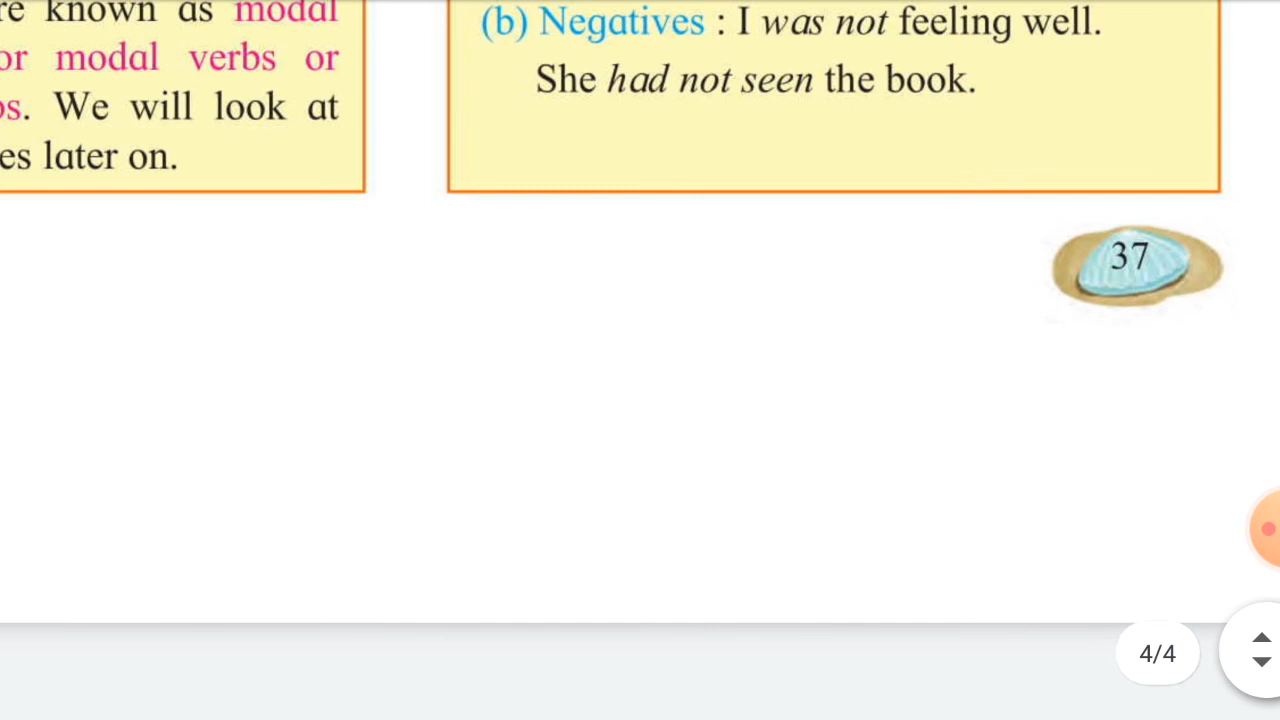 re known as modal
or modal verbs or
os. We will look at
es later on.
(b) Negatives : I was not feeling well.
She had not seen the book.
37
4/4